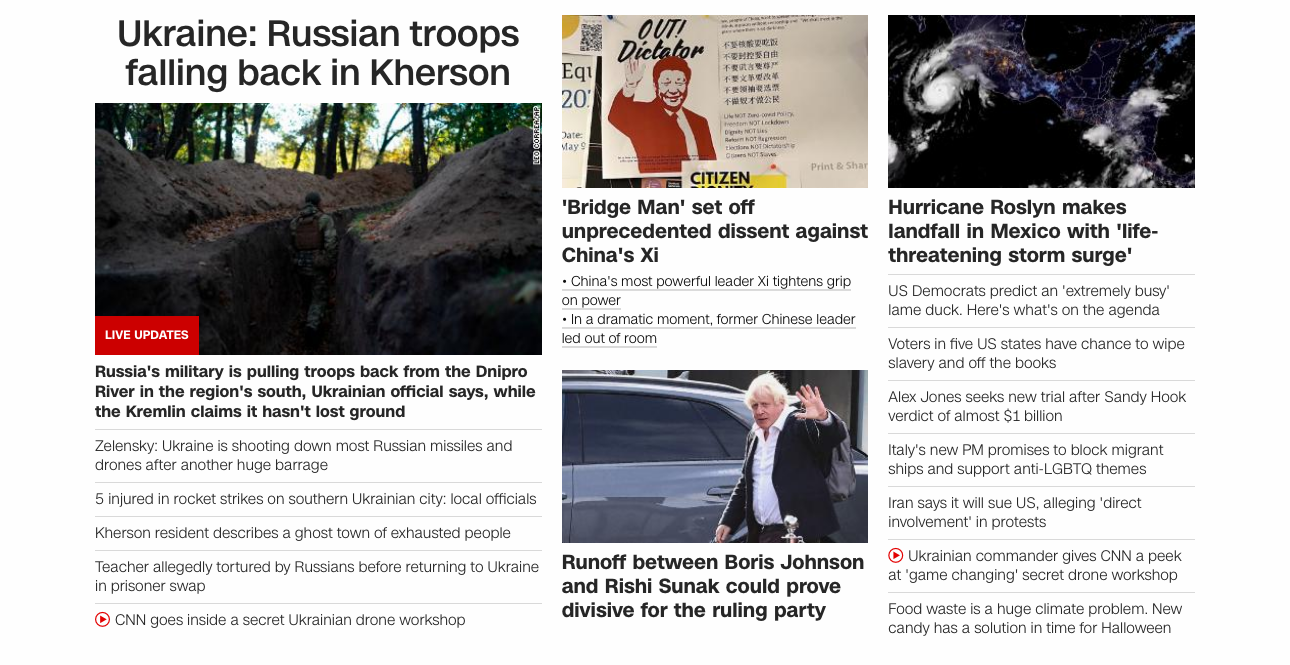 Ukraine: Russian troops
falling back in Kherson
LEO CORREA/AP
LIVE UPDATES
Russia's military is pulling troops back from the Dnipro
River in the region's south, Ukrainian official says, while
the Kremlin claims it hasn't lost ground
Zelensky: Ukraine is shooting down most Russian missiles and
drones after another huge barrage
5 injured in rocket strikes on southern Ukrainian city: local officials
Kherson resident describes a ghost town of exhausted people
Teacher allegedly tortured by Russians before returning to Ukraine
in prisoner swap
CNN goes inside a secret Ukrainian drone workshop
OUT!
Dictator
不要核酸要吃饭
不要封控要自由
不要谎言要尊严
不要文革要改革
不要领袖要选票
不做奴才做公民
Life NOT Zero-covid Policy
Freedom NOT Lockdowns
Dignity NOT Lies
Reform NOT Regression
Elections NOT Dictatorship
Citizens NOT Slaves
Equ
202
Date:
May 9
Print & Shar
CITIZEN
'Bridge Man' set off
unprecedented dissent against
China's Xi
• China's most powerful leader Xi tightens grip
on power
• In a dramatic moment, former Chinese leader
led out of room
Runoff between Boris Johnson
and Rishi Sunak could prove
divisive for the ruling party
Hurricane Roslyn makes
landfall in Mexico with 'life-
threatening storm surge'
US Democrats predict an 'extremely busy'
lame duck. Here's what's on the agenda
Voters in five US states have chance to wipe
slavery and off the books
Alex Jones seeks new trial after Sandy Hook
verdict of almost $1 billion
Italy's new PM promises to block migrant
ships and support anti-LGBTQ themes
Iran says it will sue US, alleging 'direct
involvement' in protests
Ukrainian commander gives CNN a peek
at 'game changing' secret drone workshop
Food waste is a huge climate problem. New
candy has a solution in time for Halloween